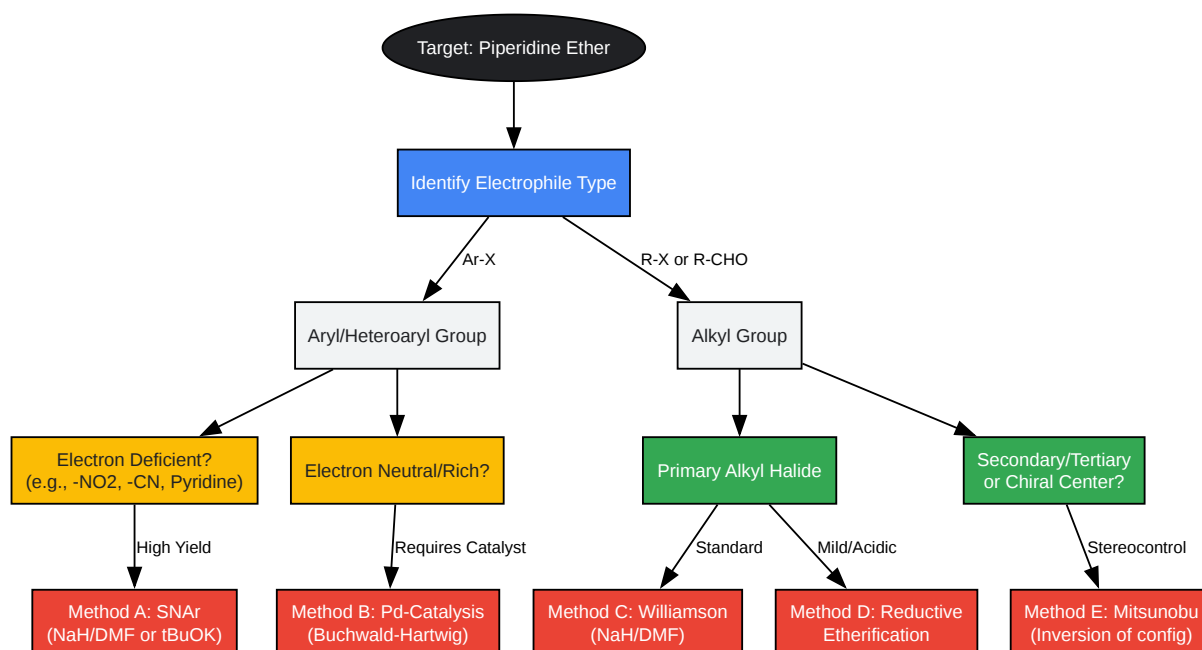 Target: Piperidine Ether
Identify Electrophile Type
Ar-X
R-X or R-CHO
Aryl/Heteroaryl Group
Alkyl Group
Electron Deficient?
(e.g., -NO2, -CN, Pyridine)
Electron Neutral/Rich?
Primary Alkyl Halide
Secondary/Tertiary
or Chiral Center?
High Yield
Requires Catalyst
Standard
Mild/Acidic
Stereocontrol
Method A: SNAr
(NaH/DMF or tBuOK)
Method B: Pd-Catalysis
(Buchwald-Hartwig)
Method C: Williamson
(NaH/DMF)
Method D: Reductive
Etherification
Method E: Mitsunobu
(Inversion of config)